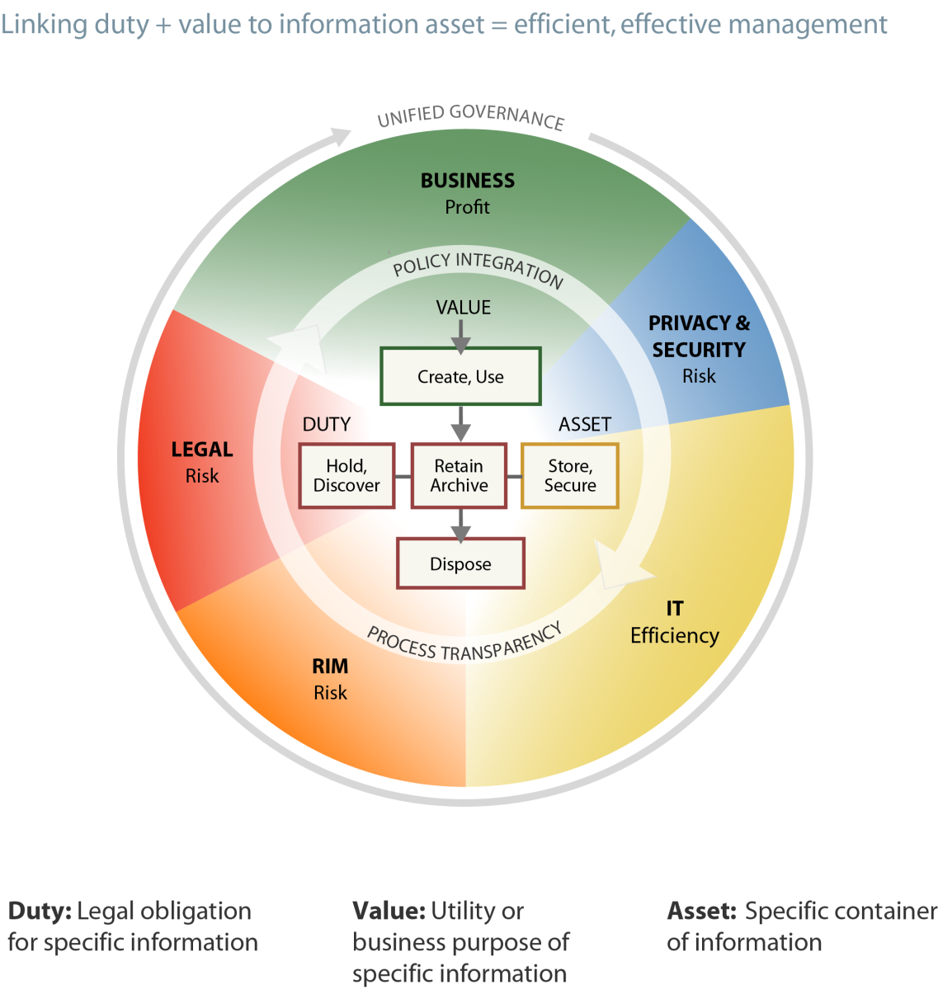 Linking duty + value to information asset = efficient, effective management
UNIFIED GOVERNANCE
BUSINESS
Profit
POLICY INTEGRATION
VALUE
PRIVACY &
SECURITY
Risk
Create, Use
DUTY
ASSET
LEGAL
Risk
Hold,
Discover
Retain
Archive
Store,
Secure
Dispose
IT
Efficiency
PROCESS TRANSPARENCY
RIM
Risk
Duty: Legal obligation
for specific information
Value: Utility or
business purpose of
specific information
Asset: Specific container
of information